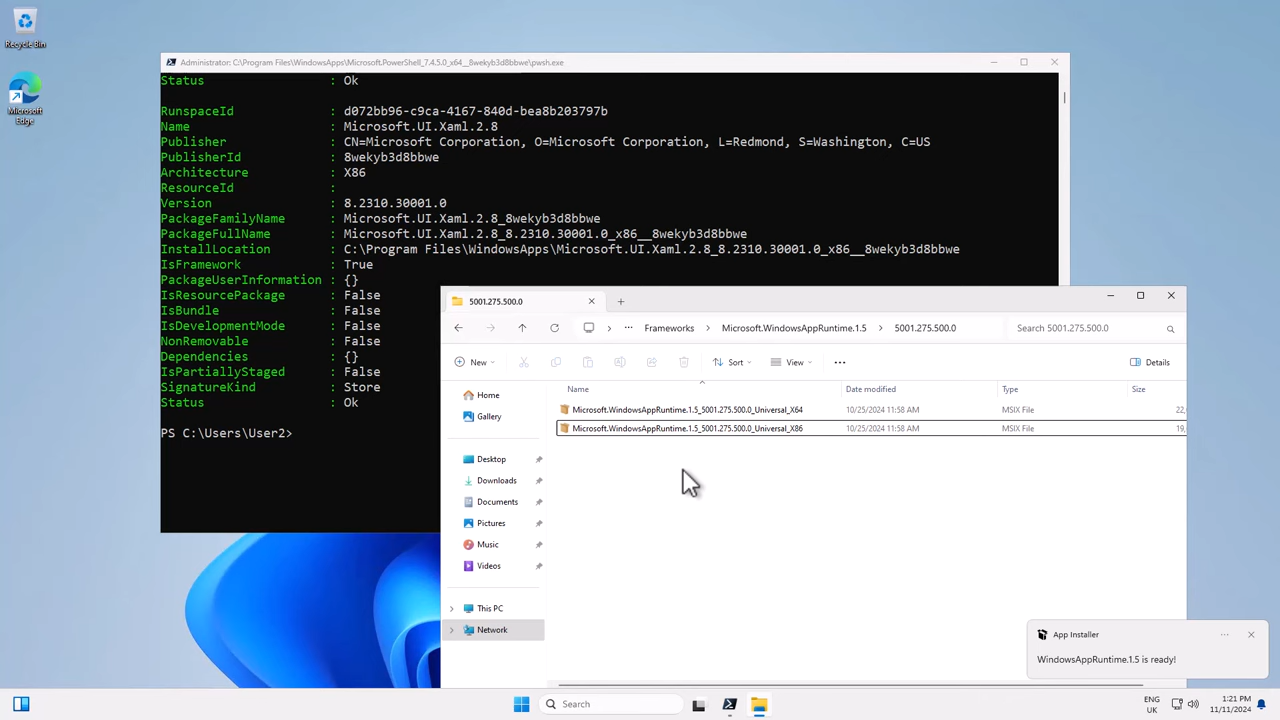 Recycle Bin
Microsoft
Edge
Administrator: C:\Program Files\WindowsApps\Microsoft.PowerShell_7.4.5.0_x64__8wekyb3d8bbwe\pwsh.exe
Status : Ok
RunspaceId : d072bb96-c9ca-4167-840d-bea8b203797b
Name : Microsoft.UI.Xaml.2.8
Publisher : CN=Microsoft Corporation, O=Microsoft Corporation, L=Redmond, S=Washington, C=US
PublisherId : 8wekyb3d8bbwe
Architecture : X86
ResourceId :
Version : 8.2310.30001.0
PackageFamilyName : Microsoft.UI.Xaml.2.8_8wekyb3d8bbwe
PackageFullName : Microsoft.UI.Xaml.2.8_8.2310.30001.0_x86__8wekyb3d8bbwe
InstallLocation : C:\Program Files\WindowsApps\Microsoft.UI.Xaml.2.8_8.2310.30001.0_x86__8wekyb3d8bbwe
IsFramework : True
PackageUserInformation : {}
IsResourcePackage : False
IsBundle : False
IsDevelopmentMode : False
NonRemovable : False
Dependencies : {}
IsPartiallyStaged : False
SignatureKind : Store
Status : Ok
PS C:\Users\User2>
5001.275.500.0
Frameworks > Microsoft.WindowsAppRuntime.1.5 > 5001.275.500.0
Search 5001.275.500.0
New Sort View Details
Name Date modified Type Size
Microsoft.WindowsAppRuntime.1.5_5001.275.500.0_Universal_X64 10/25/2024 11:58 AM MSIX File 22,
Microsoft.WindowsAppRuntime.1.5_5001.275.500.0_Universal_X86 10/25/2024 11:58 AM MSIX File 19,
Home
Gallery
Desktop
Downloads
Documents
Pictures
Music
Videos
This PC
Network
App Installer
WindowsAppRuntime.1.5 is ready!
Search
ENG
UK
1:21 PM
11/11/2024